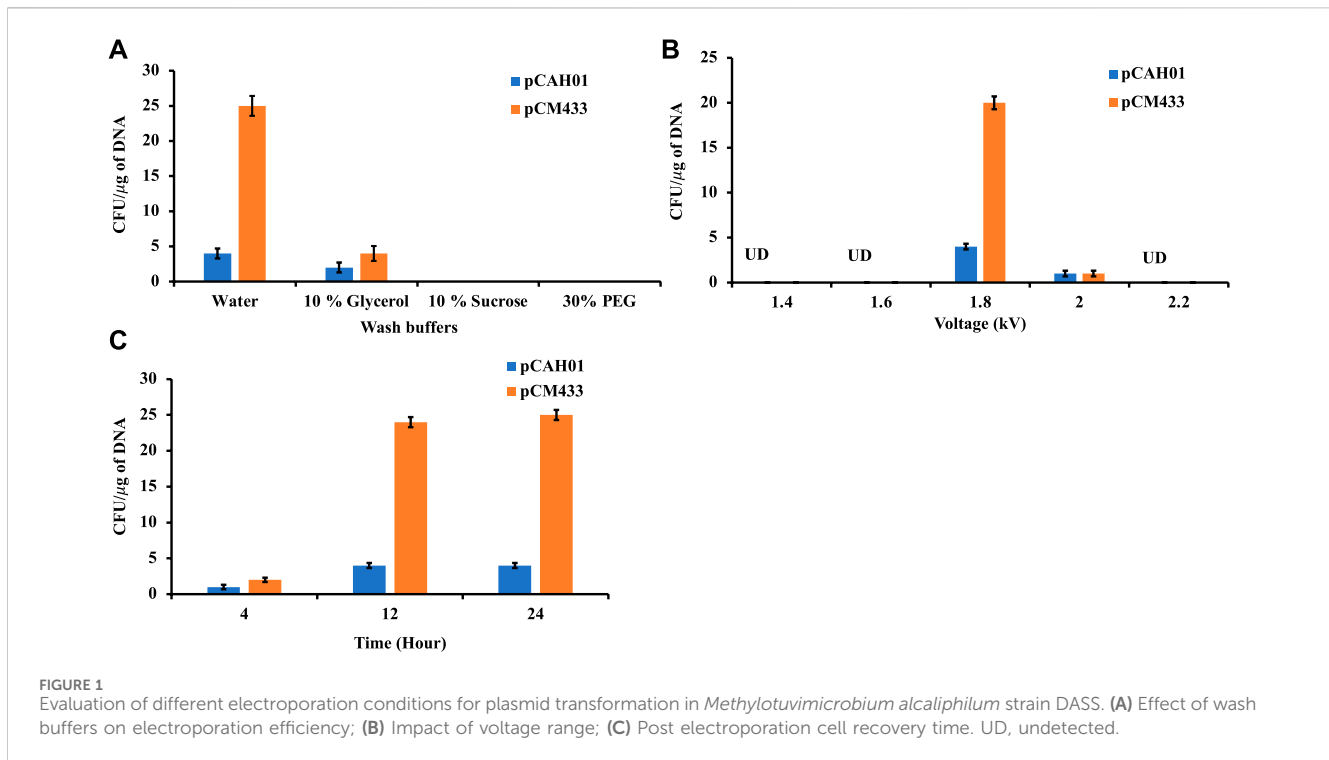 A
30
25
20
15
10
5
0
CFU/µg of DNA
pCAH01
pCM433
Water 10 % Glycerol 10 % Sucrose 30% PEG
Wash buffers
B
25
20
15
10
5
0
CFU/µg of DNA
pCAH01
pCM433
UD UD UD
1.4 1.6 1.8 2 2.2
Voltage (kV)
C
30
25
20
15
10
5
0
CFU/µg of DNA
pCAH01
pCM433
4 12 24
Time (Hour)
FIGURE 1
Evaluation of different electroporation conditions for plasmid transformation in Methylotuvimicrobium alcaliphilum strain DASS. (A) Effect of wash
buffers on electroporation efficiency; (B) Impact of voltage range; (C) Post electroporation cell recovery time. UD, undetected.